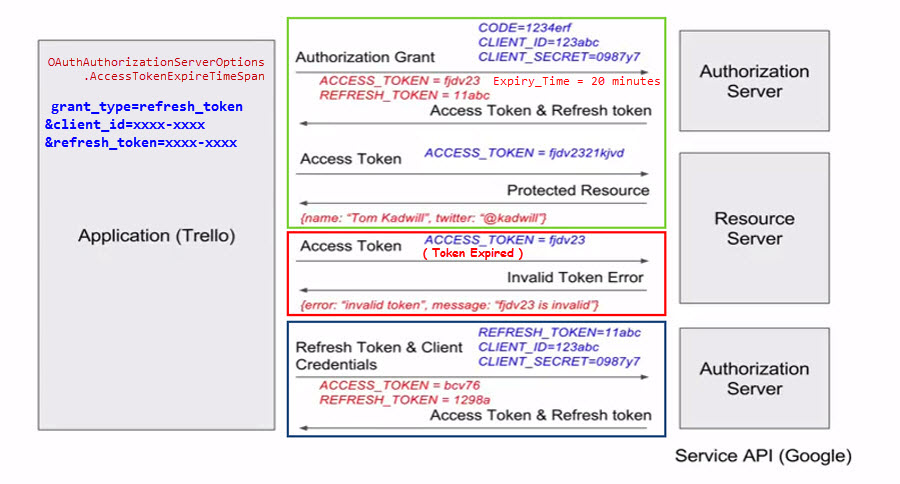 OAuthAuthorizationServerOptions
.AccessTokenExpireTimeSpan
grant_type=refresh_token
&client_id=xxxx-xxxx
&refresh_token=xxxx-xxxx
Application (Trello)
CODE=1234erf
CLIENT_ID=123abc
Authorization Grant
CLIENT_SECRET=0987y7
ACCESS_TOKEN = fjdv23
Expiry_Time = 20 minutes
REFRESH_TOKEN = 11abc
Access Token & Refresh token
Access Token
ACCESS_TOKEN = fjdv2321kjvd
Protected Resource
{name: “Tom Kadwill”, twitter: “@kadwill”}
Access Token
ACCESS_TOKEN = fjdv23
( Token Expired )
Invalid Token Error
{error: “invalid token”, message: “fjdv23 is invalid”}
REFRESH_TOKEN=11abc
Refresh Token & Client
Credentials
CLIENT_ID=123abc
CLIENT_SECRET=0987y7
ACCESS_TOKEN = bcv76
REFRESH_TOKEN = 1298a
Access Token & Refresh token
Authorization
Server
Resource
Server
Authorization
Server
Service API (Google)